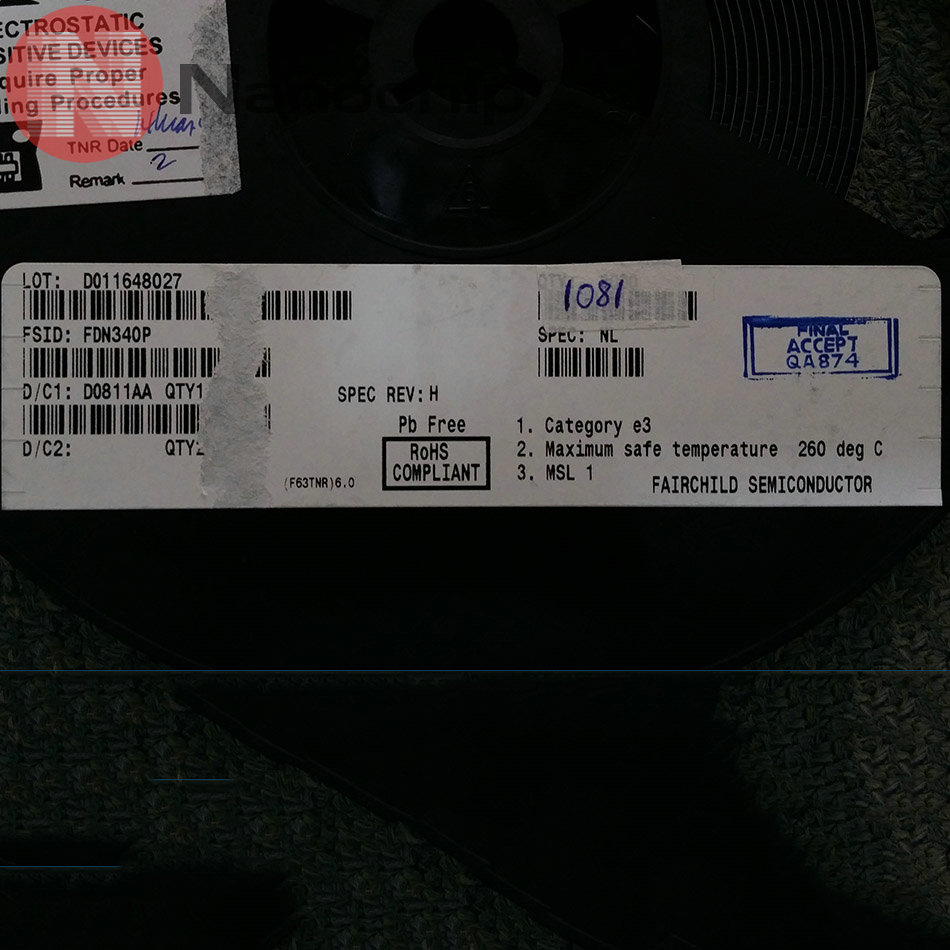 ECTROSTATIC
SITIVE DEVICES
quire Proper
ling Procedures
TNR Date
2
Remark
LOT: D011648027
1081
FSID: FDN340P
SPEC: NL
FINAL
ACCEPT
QA874
D/C1: D0811AA QTY1
SPEC REV: H
D/C2: QTY2
Pb Free
RoHS
COMPLIANT
1. Category e3
2. Maximum safe temperature 260 deg C
3. MSL 1
(F63TNR)6.0
FAIRCHILD SEMICONDUCTOR